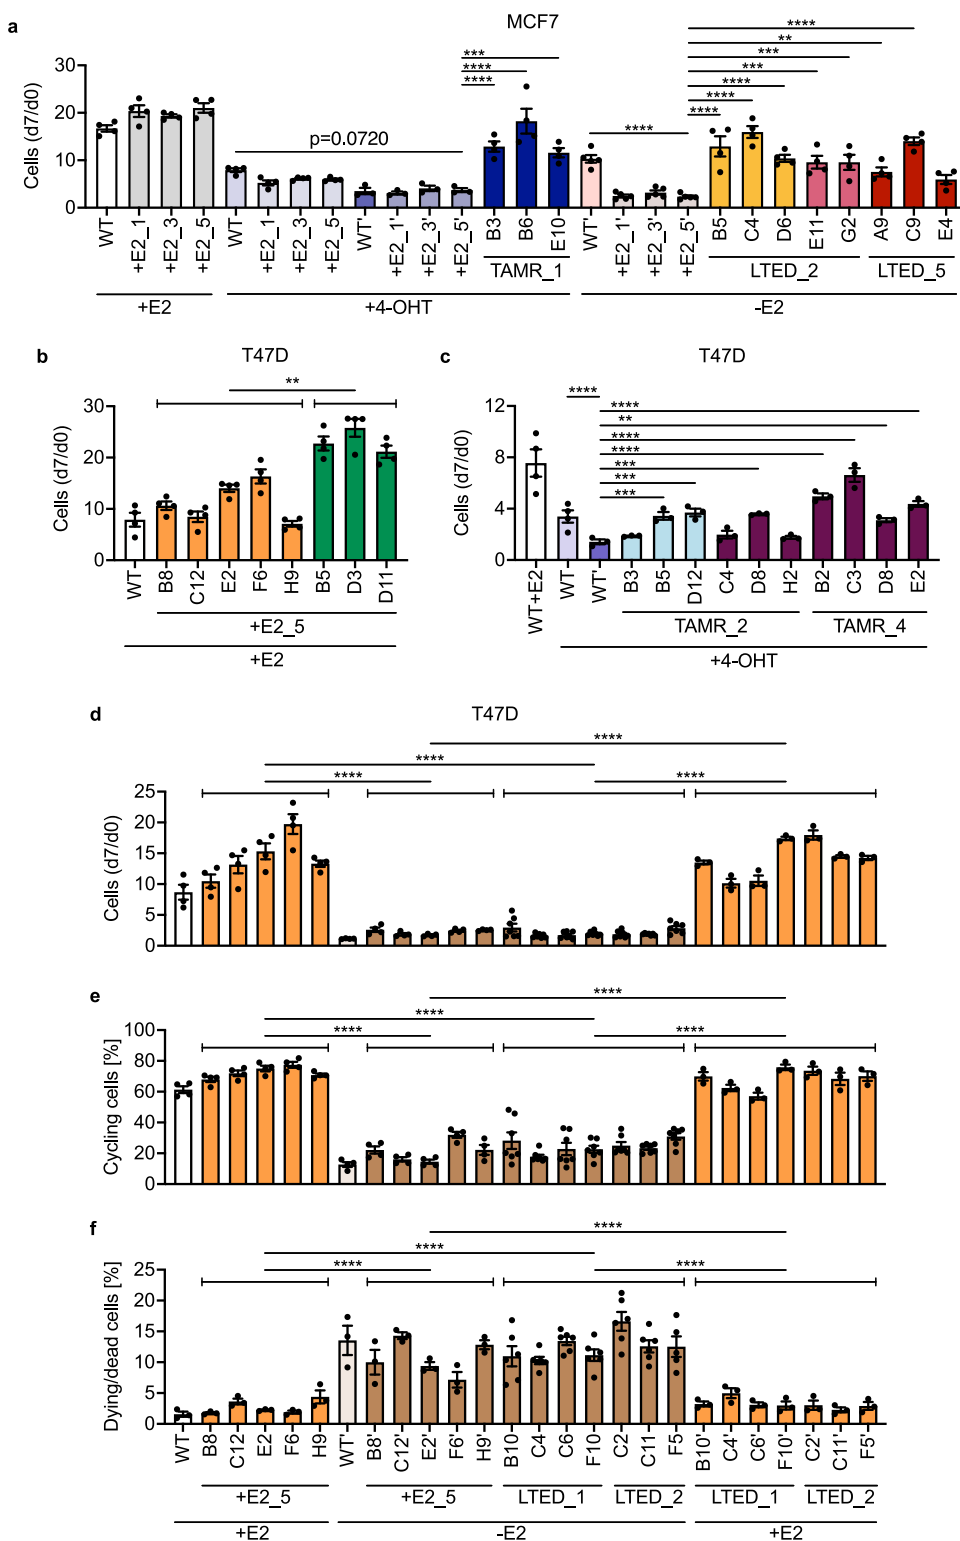 a
MCF7
Cells (d7/d0)
30
20
10
0
p=0.0720
***
****
****
****
****
**
***
***
****
****
****
WT
+E2_1
+E2_3
+E2_5
WT
+E2_1
+E2_3
+E2_5
WT'
+E2_1'
+E2_3'
+E2_5'
B3
B6
E10
WT'
+E2_1'
+E2_3'
+E2_5'
B5
C4
D6
E11
G2
A9
C9
E4
TAMR_1
LTED_2
LTED_5
+E2
+4-OHT
-E2
b
T47D
**
Cells (d7/d0)
30
20
10
0
WT
B8
C12
E2
F6
H9
B5
D3
D11
+E2_5
+E2
c
T47D
****
****
**
****
****
***
***
***
Cells (d7/d0)
12
8
4
0
WT+E2
WT
WT'
B3
B5
D12
C4
D8
H2
B2
C3
D8
E2
TAMR_2
TAMR_4
+4-OHT
d
T47D
****
****
****
****
Cells (d7/d0)
25
20
15
10
5
0
e
****
****
****
****
Cycling cells [%]
100
80
60
40
20
0
f
****
****
****
****
Dying/dead cells [%]
25
20
15
10
5
0
WT
B8
C12
E2
F6
H9
WT'
B8'
C12'
E2'
F6'
H9'
B10
C4
C6
F10
C2
C11
F5
B10'
C4'
C6'
F10'
C2'
C11'
F5'
+E2_5
+E2_5
LTED_1
LTED_2
LTED_1
LTED_2
+E2
-E2
+E2